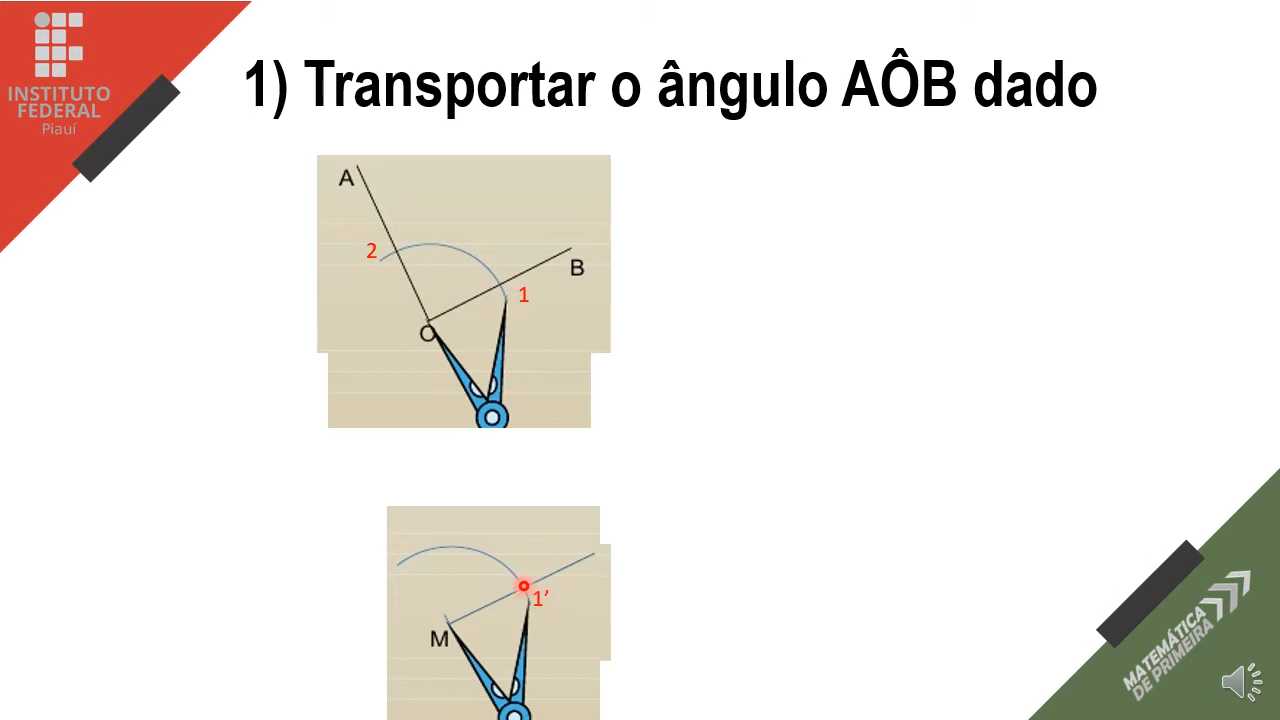 INSTITUTO
FEDERAL
Piauí
1) Transportar o ângulo AÔB dado
A
2
B
1
O
1’
M
MATEMÁTICA
DE PRIMEIRA